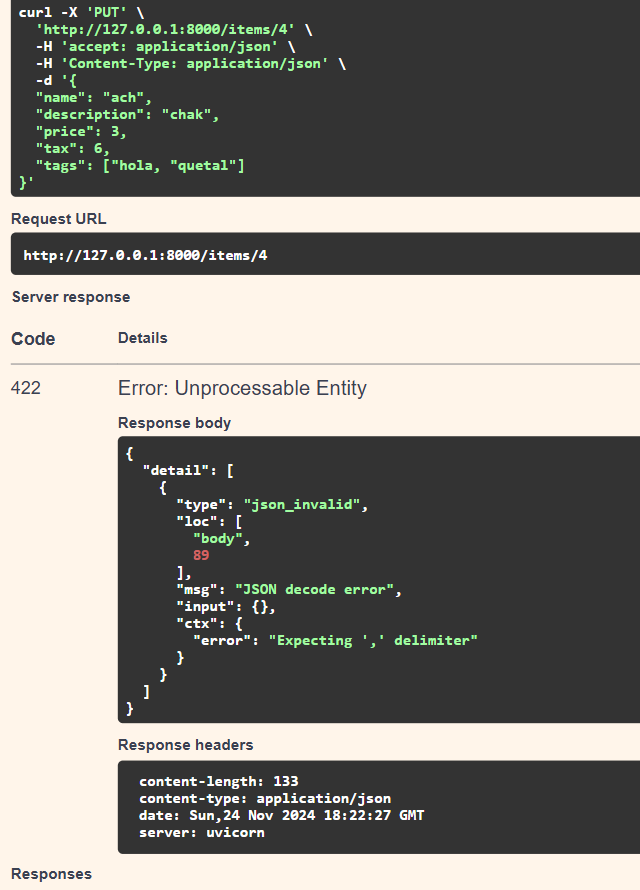 curl -X 'PUT' \
'http://127.0.0.1:8000/items/4' \
-H 'accept: application/json' \
-H 'Content-Type: application/json' \
-d '{
"name": "ach",
"description": "chak",
"price": 3,
"tax": 6,
"tags": ["hola, "quetal"]
}'
Request URL
http://127.0.0.1:8000/items/4
Server response
Code Details
422 Error: Unprocessable Entity
Response body
{
"detail": [
{
"type": "json_invalid",
"loc": [
"body",
89
],
"msg": "JSON decode error",
"input": {},
"ctx": {
"error": "Expecting ',' delimiter"
}
}
]
}
Response headers
content-length: 133
content-type: application/json
date: Sun,24 Nov 2024 18:22:27 GMT
server: uvicorn
Responses